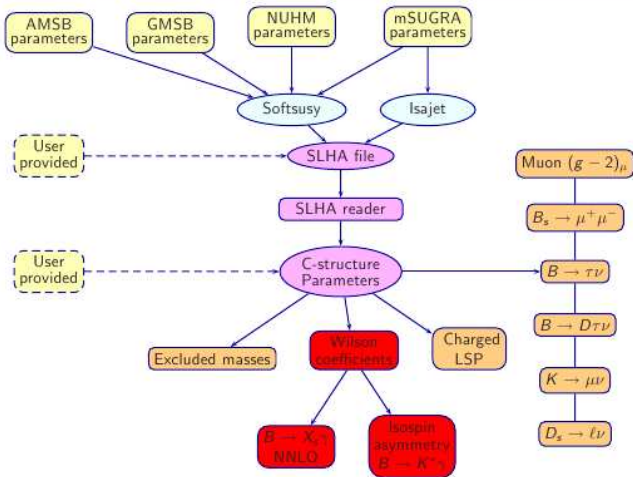 AMSB
parameters
GMSB
parameters
NUHM
parameters
mSUGRA
parameters
Softsusy
Isajet
User
provided
SLHA file
SLHA reader
User
provided
C-structure
Parameters
Muon (g − 2)μ
Bs → μ+μ−
B → τν
B → Dτν
K → μν
Ds → ℓν
Excluded masses
Wilson
coefficients
Charged
LSP
B → Xsγ
NNLO
Isospin
asymmetry
B → K*γ